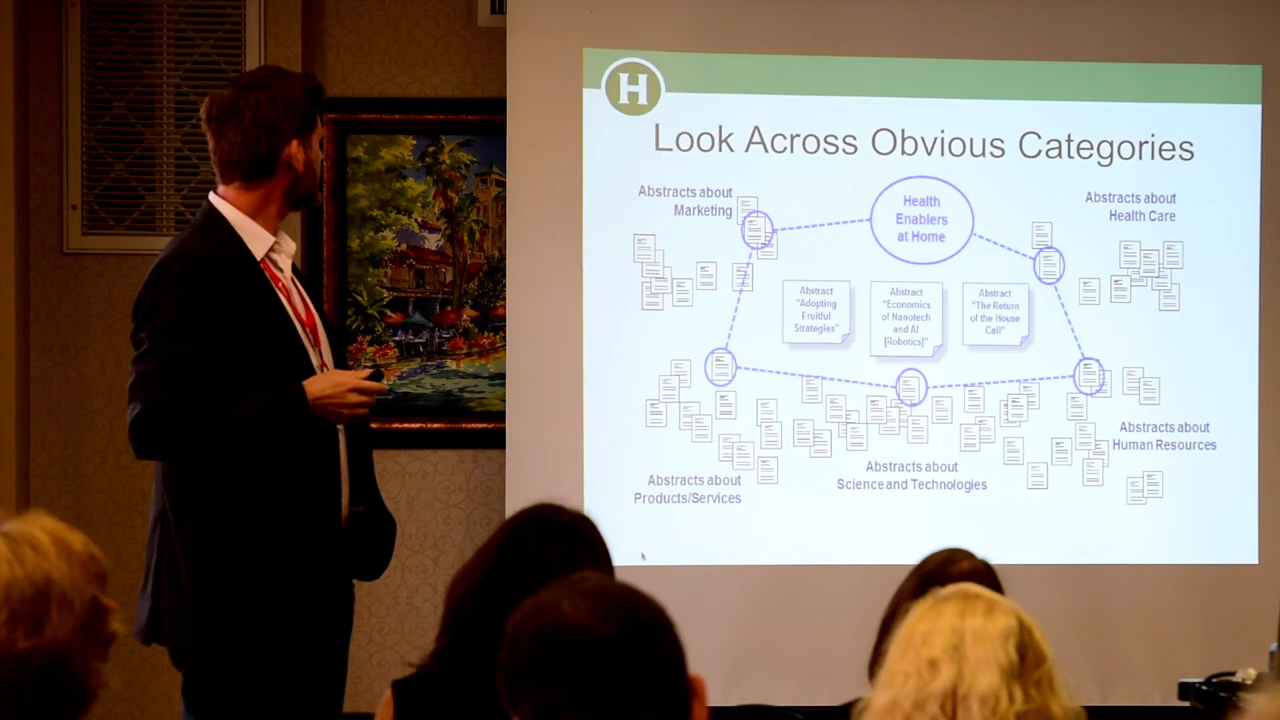 H
Look Across Obvious Categories
Abstracts about
Marketing
Health
Enablers
at Home
Abstracts about
Health Care
Abstract
"Adopting
Fruitful
Strategies"
Abstract
"Economics
of Nanotech
and AI
[Robotics]"
Abstract
"The Return
of the House
Call"
Abstracts about
Human Resources
Abstracts about
Products/Services
Abstracts about
Science and Technologies